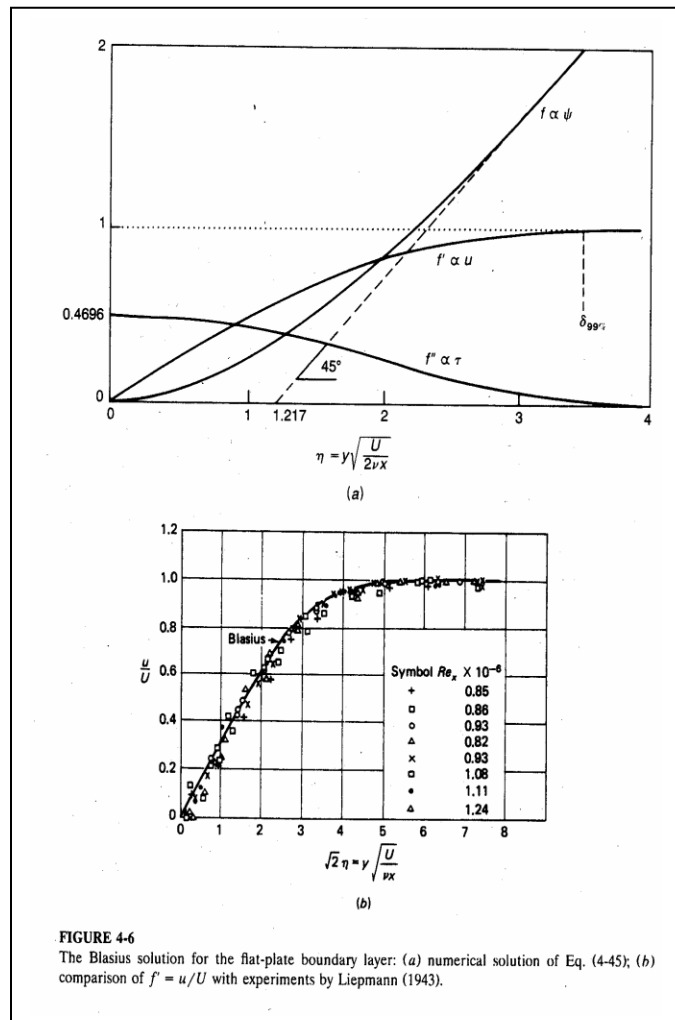 2
f ∝ ψ
1
f′ ∝ u
0.4696
δ99%
f″ ∝ τ
45°
0
0 1 1.217 2 3 4
η = y√(U/2νx)
(a)
1.2
1.0
0.8
Blasius
u/U
0.6
0.4
0.2
0
Symbol Reₓ × 10⁻⁶
+ 0.85
□ 0.86
○ 0.93
△ 0.82
× 0.93
□ 1.08
• 1.11
△ 1.24
0 1 2 3 4 5 6 7 8
√2 η = y√(U/νx)
(b)
FIGURE 4-6
The Blasius solution for the flat-plate boundary layer: (a) numerical solution of Eq. (4-45); (b)
comparison of f′ = u/U with experiments by Liepmann (1943).